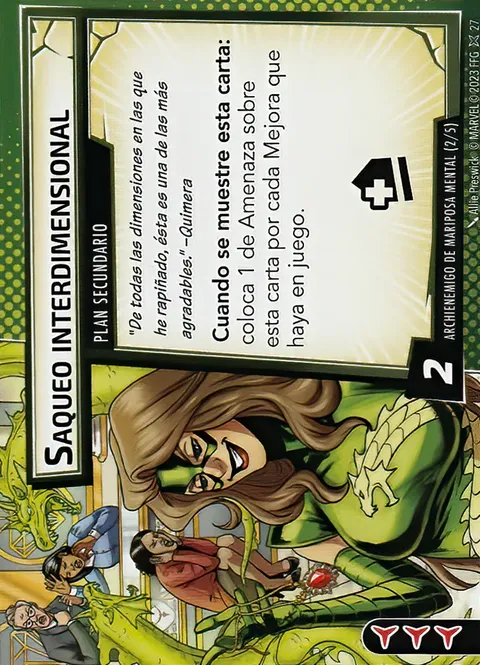 SAQUEO INTERDIMENSIONAL
PLAN SECUNDARIO
"De todas las dimensiones en las que
he rapiñado, ésta es una de las más
agradables." –Quimera
Cuando se muestre esta carta:
coloca 1 de Amenaza sobre
esta carta por cada Mejora que
haya en juego.
2
ARCHIENEMIGO DE MARIPOSA MENTAL (2/5)
Allie Preswick © MARVEL © 2023 FFG 27